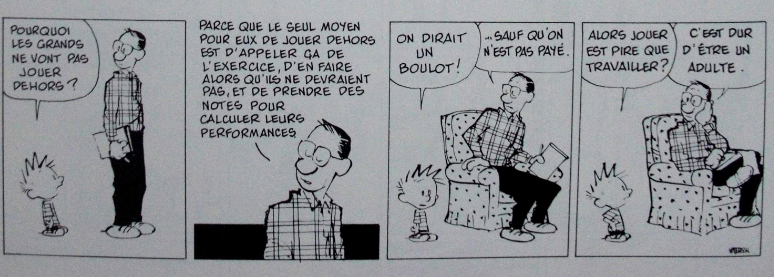 POURQUOI
LES GRANDS
NE VONT PAS
JOUER
DEHORS ?
PARCE QUE LE SEUL MOYEN
POUR EUX DE JOUER DEHORS
EST D'APPELER ÇA DE
L'EXERCICE, D'EN FAIRE
ALORS QU'ILS NE DEVRAIENT
PAS, ET DE PRENDRE DES
NOTES POUR
CALCULER LEURS
PERFORMANCES
ON DIRAIT
UN
BOULOT !
...SAUF QU'ON
N'EST PAS PAYÉ.
ALORS JOUER
EST PIRE QUE
TRAVAILLER ?
C'EST DUR
D'ÊTRE UN
ADULTE.